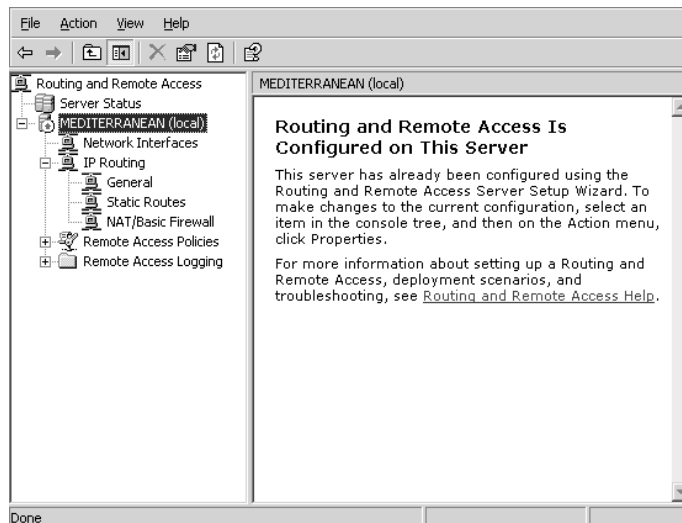 File Action View Help
Routing and Remote Access
Server Status
MEDITERRANEAN (local)
Network Interfaces
IP Routing
General
Static Routes
NAT/Basic Firewall
Remote Access Policies
Remote Access Logging
MEDITERRANEAN (local)
Routing and Remote Access Is
Configured on This Server
This server has already been configured using the
Routing and Remote Access Server Setup Wizard. To
make changes to the current configuration, select an
item in the console tree, and then on the Action menu,
click Properties.
For more information about setting up a Routing and
Remote Access, deployment scenarios, and
troubleshooting, see Routing and Remote Access Help.
Done